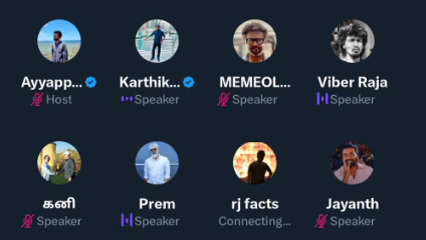 Ayyapp... Karthik... MEMEOL... Viber Raja
Host Speaker Speaker Speaker
கனி Prem rj facts Jayanth
Speaker Speaker Connecting... Speaker